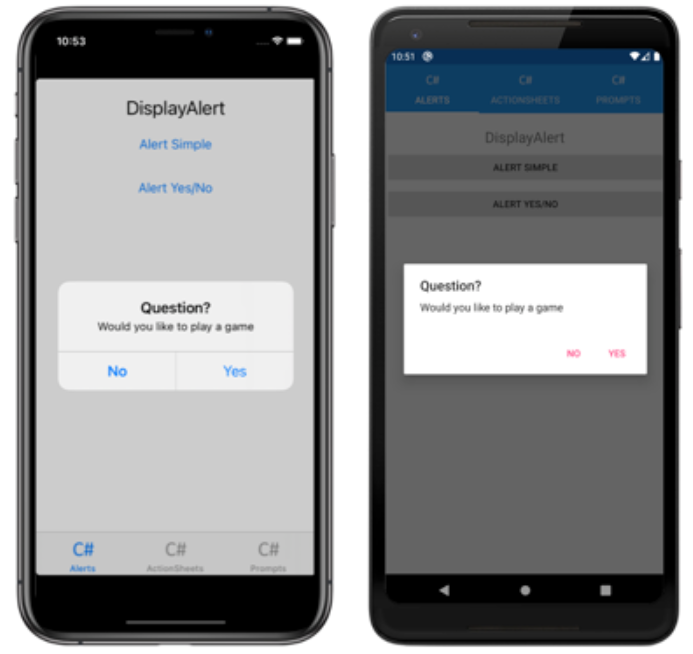 10:53
DisplayAlert
Alert Simple
Alert Yes/No
Question?
Would you like to play a game
No Yes
C# C# C#
Alerts ActionSheets Prompts
10:51
C# C# C#
ALERTS ACTIONSHEETS PROMPTS
DisplayAlert
ALERT SIMPLE
ALERT YES/NO
Question?
Would you like to play a game
NO YES